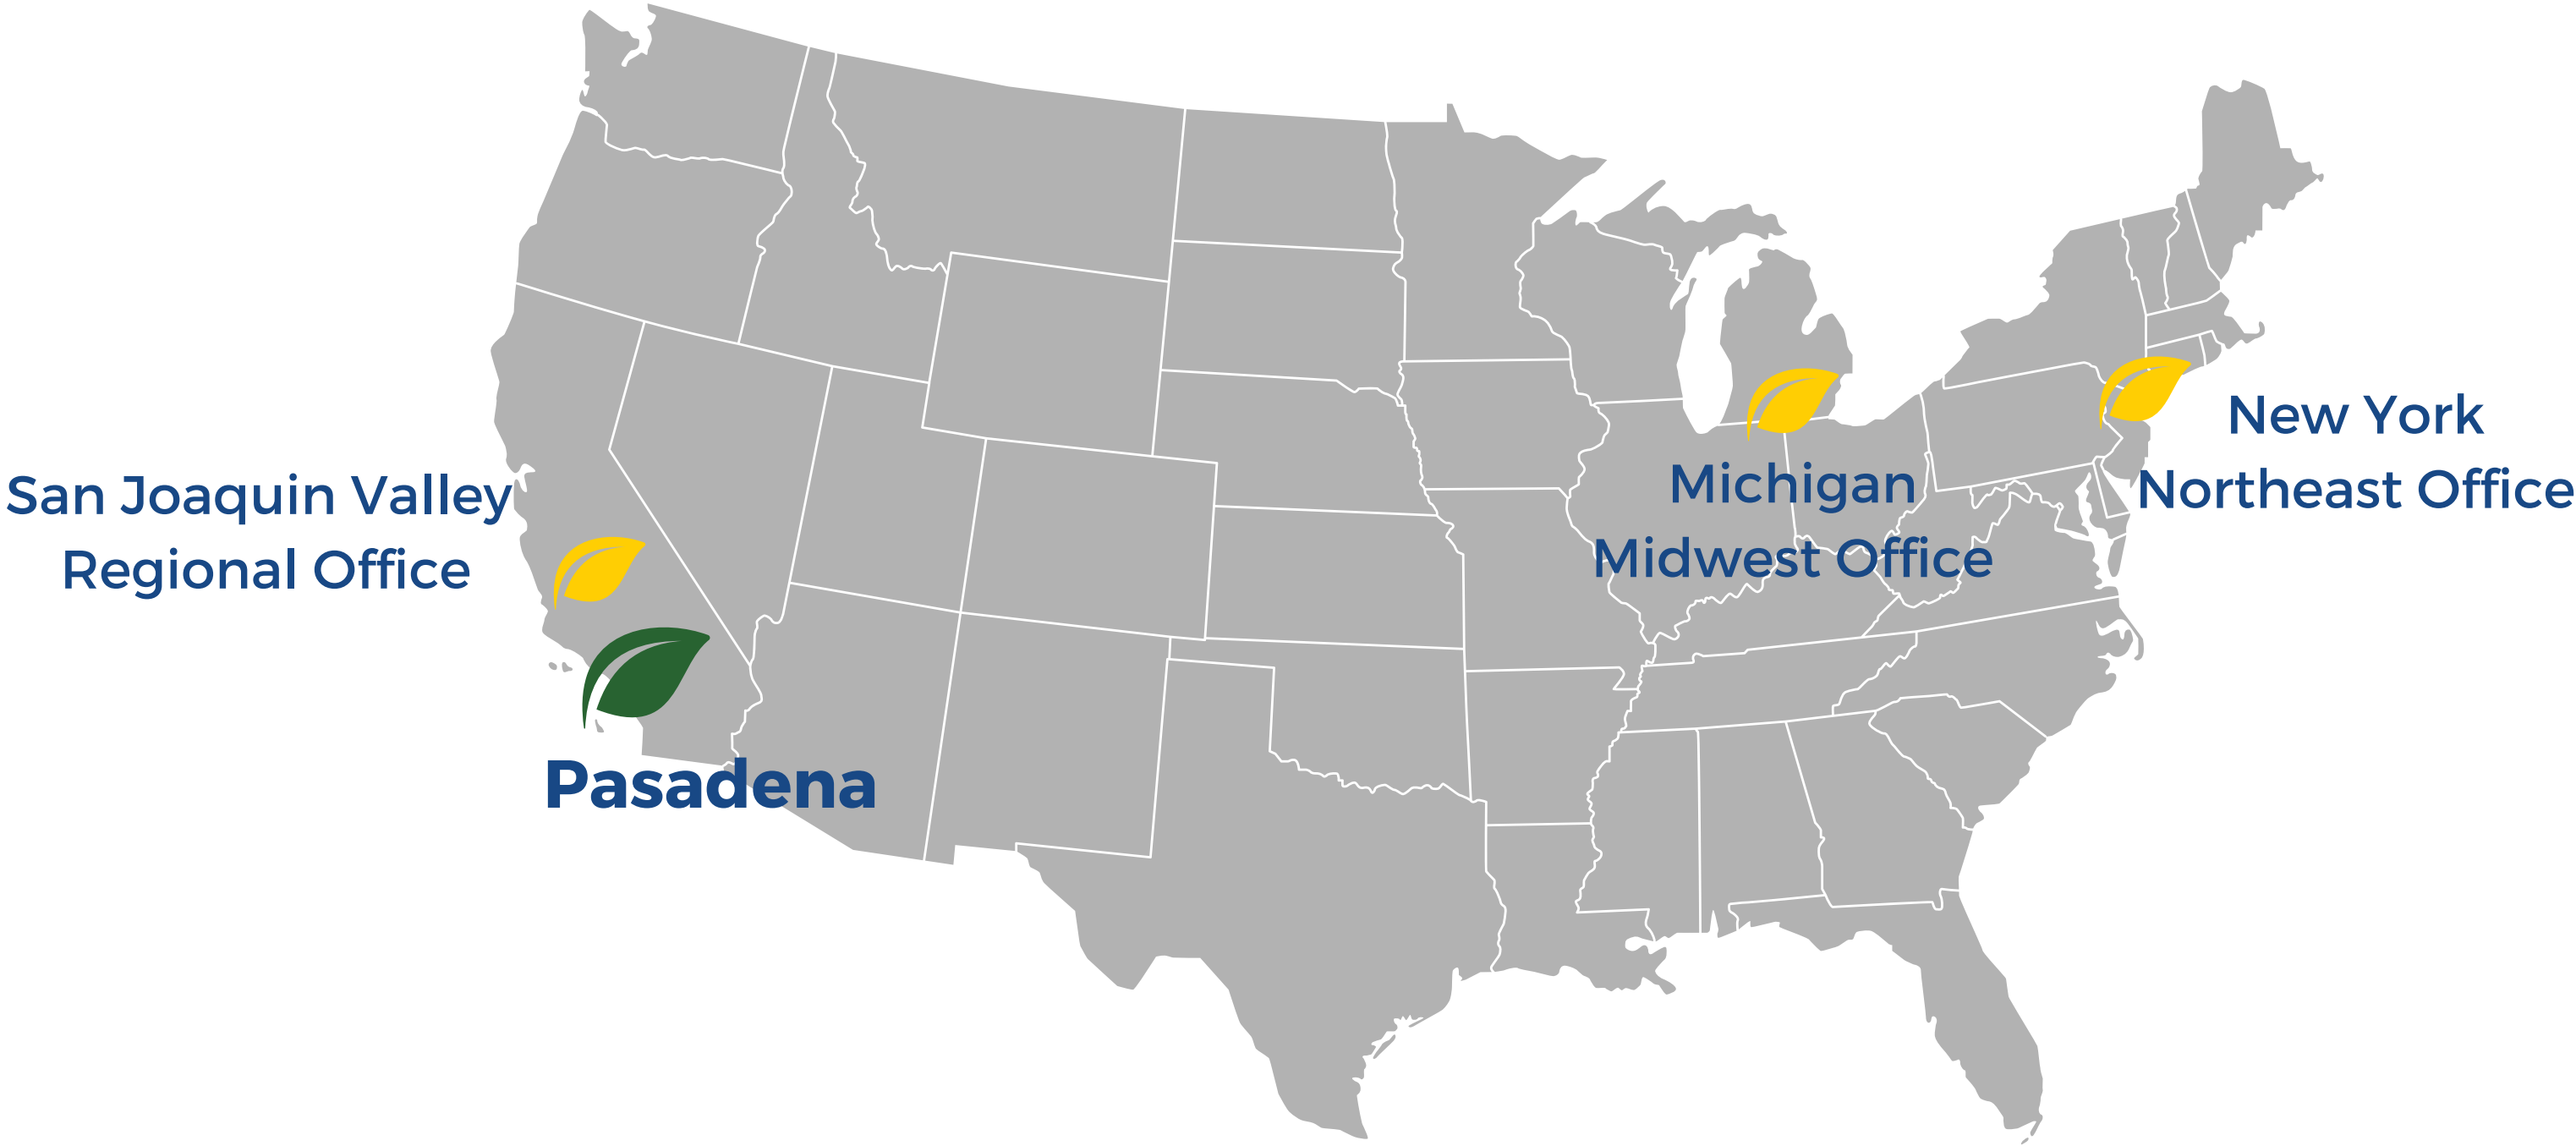 San Joaquin Valley
Regional Office
Pasadena
Michigan
Midwest Office
New York
Northeast Office